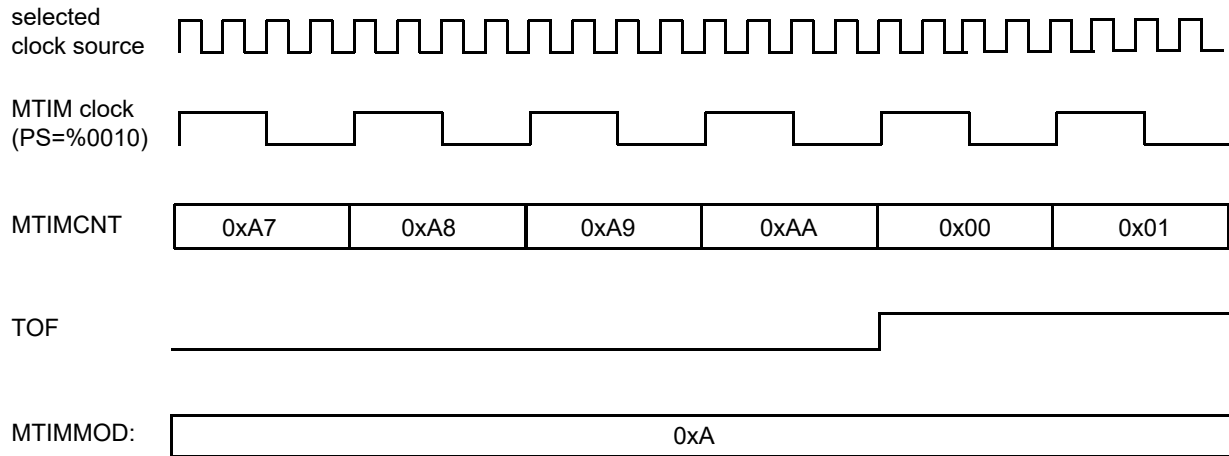 selected
clock source
MTIM clock
(PS=%0010)
MTIMCNT 0xA7 0xA8 0xA9 0xAA 0x00 0x01
TOF
MTIMMOD: 0xA